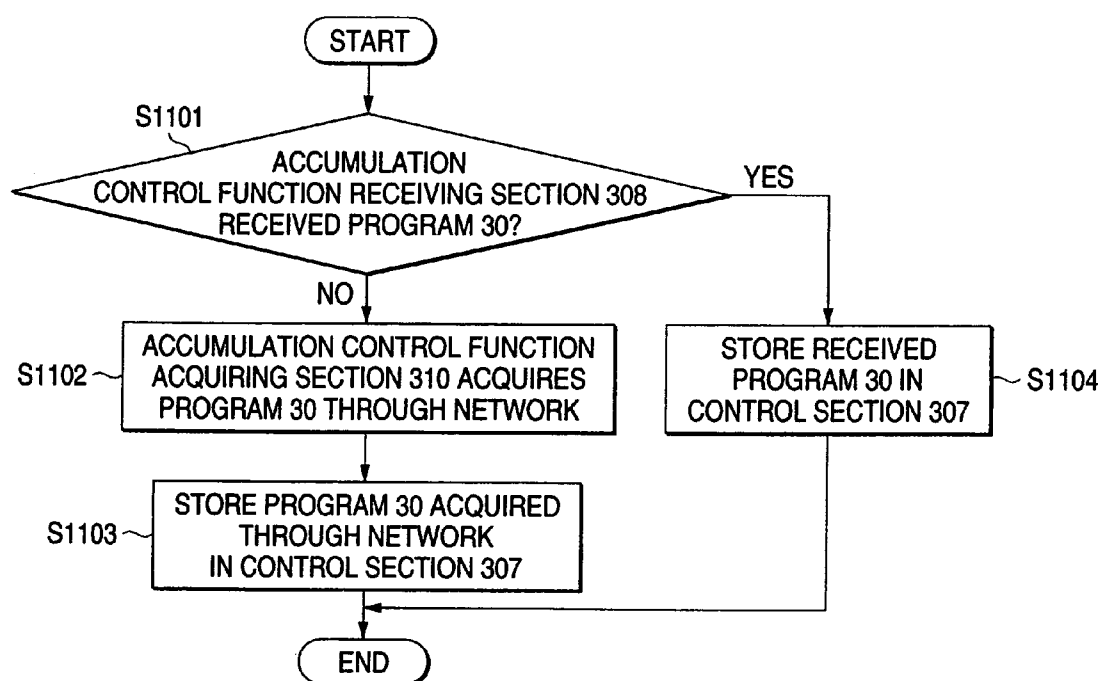 START
S1101
ACCUMULATION
CONTROL FUNCTION RECEIVING SECTION 308
RECEIVED PROGRAM 30?
YES
NO
S1102
ACCUMULATION CONTROL FUNCTION
ACQUIRING SECTION 310 ACQUIRES
PROGRAM 30 THROUGH NETWORK
STORE RECEIVED
PROGRAM 30 IN
CONTROL SECTION 307
S1104
S1103
STORE PROGRAM 30 ACQUIRED
THROUGH NETWORK
IN CONTROL SECTION 307
END